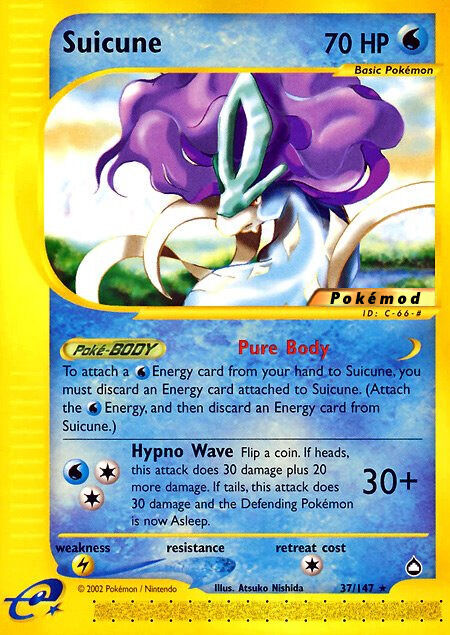 Suicune 70 HP
Basic Pokémon
Pokémod
ID: C-66-#
Poké-BODY Pure Body
To attach a Energy card from your hand to Suicune, you
must discard an Energy card attached to Suicune. (Attach
the Energy, and then discard an Energy card from
Suicune.)
Hypno Wave Flip a coin. If heads,
this attack does 30 damage plus 20
more damage. If tails, this attack does
30 damage and the Defending Pokémon
is now Asleep.
30+
weakness resistance retreat cost
© 2002 Pokémon / Nintendo Illus. Atsuko Nishida 37/147 ★
e